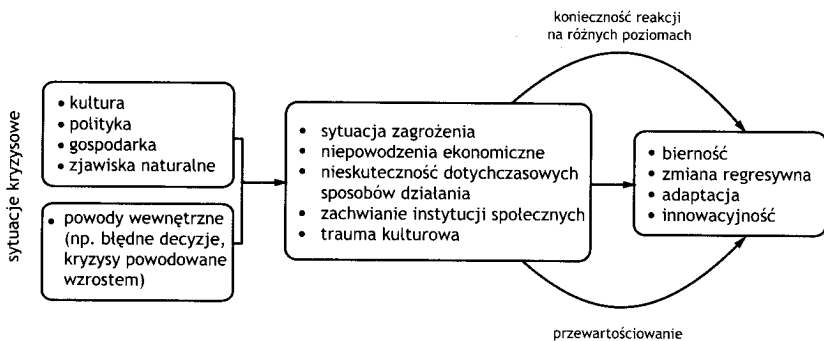 konieczność reakcji
na różnych poziomach
sytuacje kryzysowe
• kultura
• polityka
• gospodarka
• zjawiska naturalne
• powody wewnętrzne
(np. błędne decyzje,
kryzysy powodowane
wzrostem)
• sytuacja zagrożenia
• niepowodzenia ekonomiczne
• nieskuteczność dotychczasowych
sposobów działania
• zachwianie instytucji społecznych
• trauma kulturowa
• bierność
• zmiana regresywna
• adaptacja
• innowacyjność
przewartościowanie